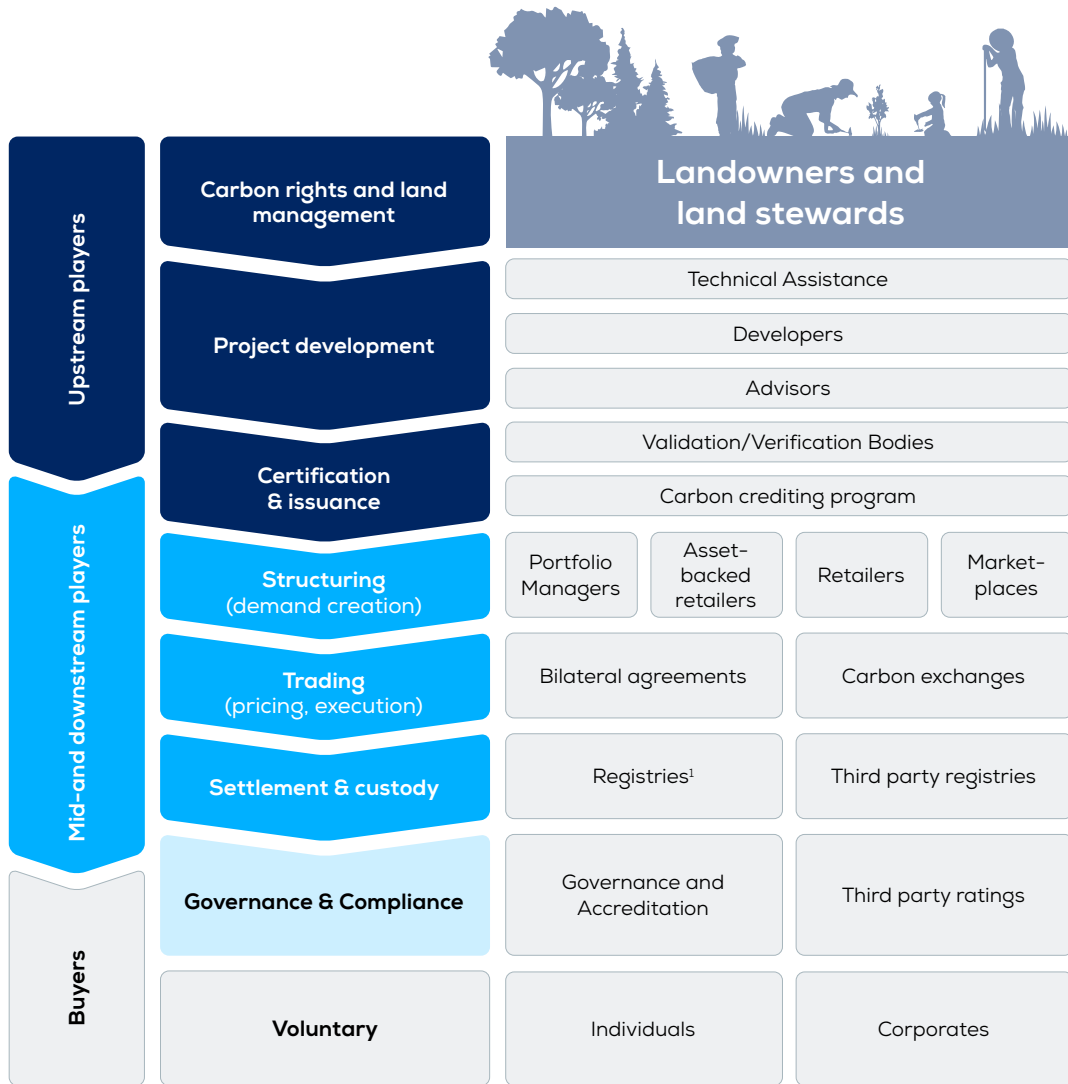 Landowners and
land stewards
Upstream players
Carbon rights and land
management
Project development
Technical Assistance
Developers
Advisors
Certification
& issuance
Validation/Verification Bodies
Carbon crediting program
Mid-and downstream players
Structuring
(demand creation)
Portfolio
Managers
Asset-
backed
retailers
Retailers
Market-
places
Trading
(pricing, execution)
Bilateral agreements
Carbon exchanges
Settlement & custody
Registries¹
Third party registries
Governance & Compliance
Governance and
Accreditation
Third party ratings
Buyers
Voluntary
Individuals
Corporates